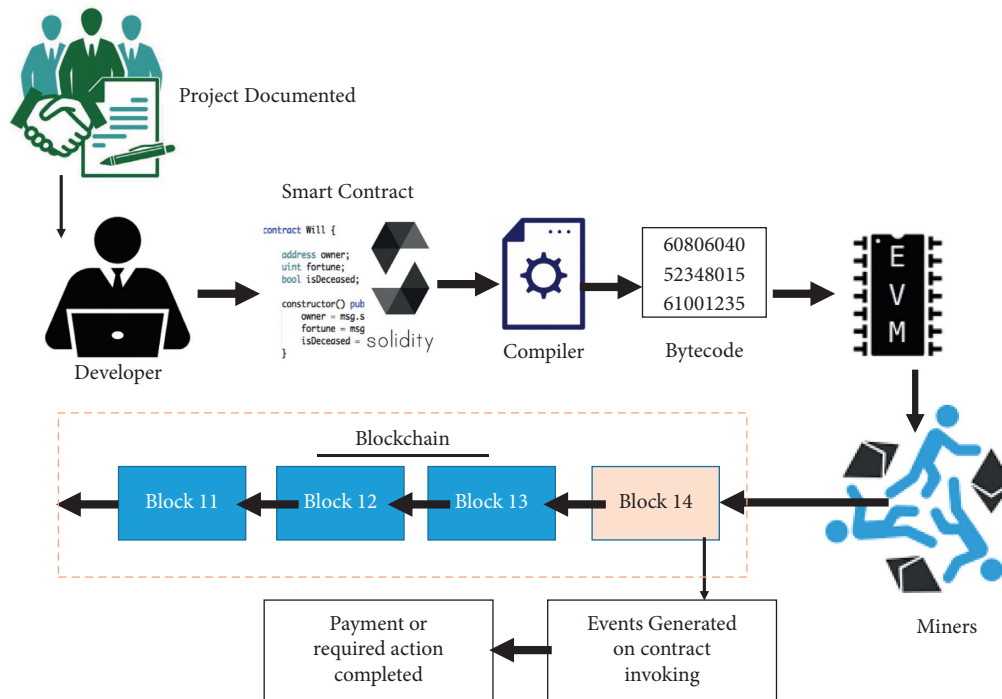 Project Documented
Smart Contract
contract Will {
address owner;
uint fortune;
bool isDeceased;
constructor() pub
owner = msg.s
fortune = msg
isDeceased =
}
solidity
Developer
Compiler
60806040
52348015
61001235
Bytecode
E
V
M
Blockchain
Block 11
Block 12
Block 13
Block 14
Miners
Payment or
required action
completed
Events Generated
on contract
invoking